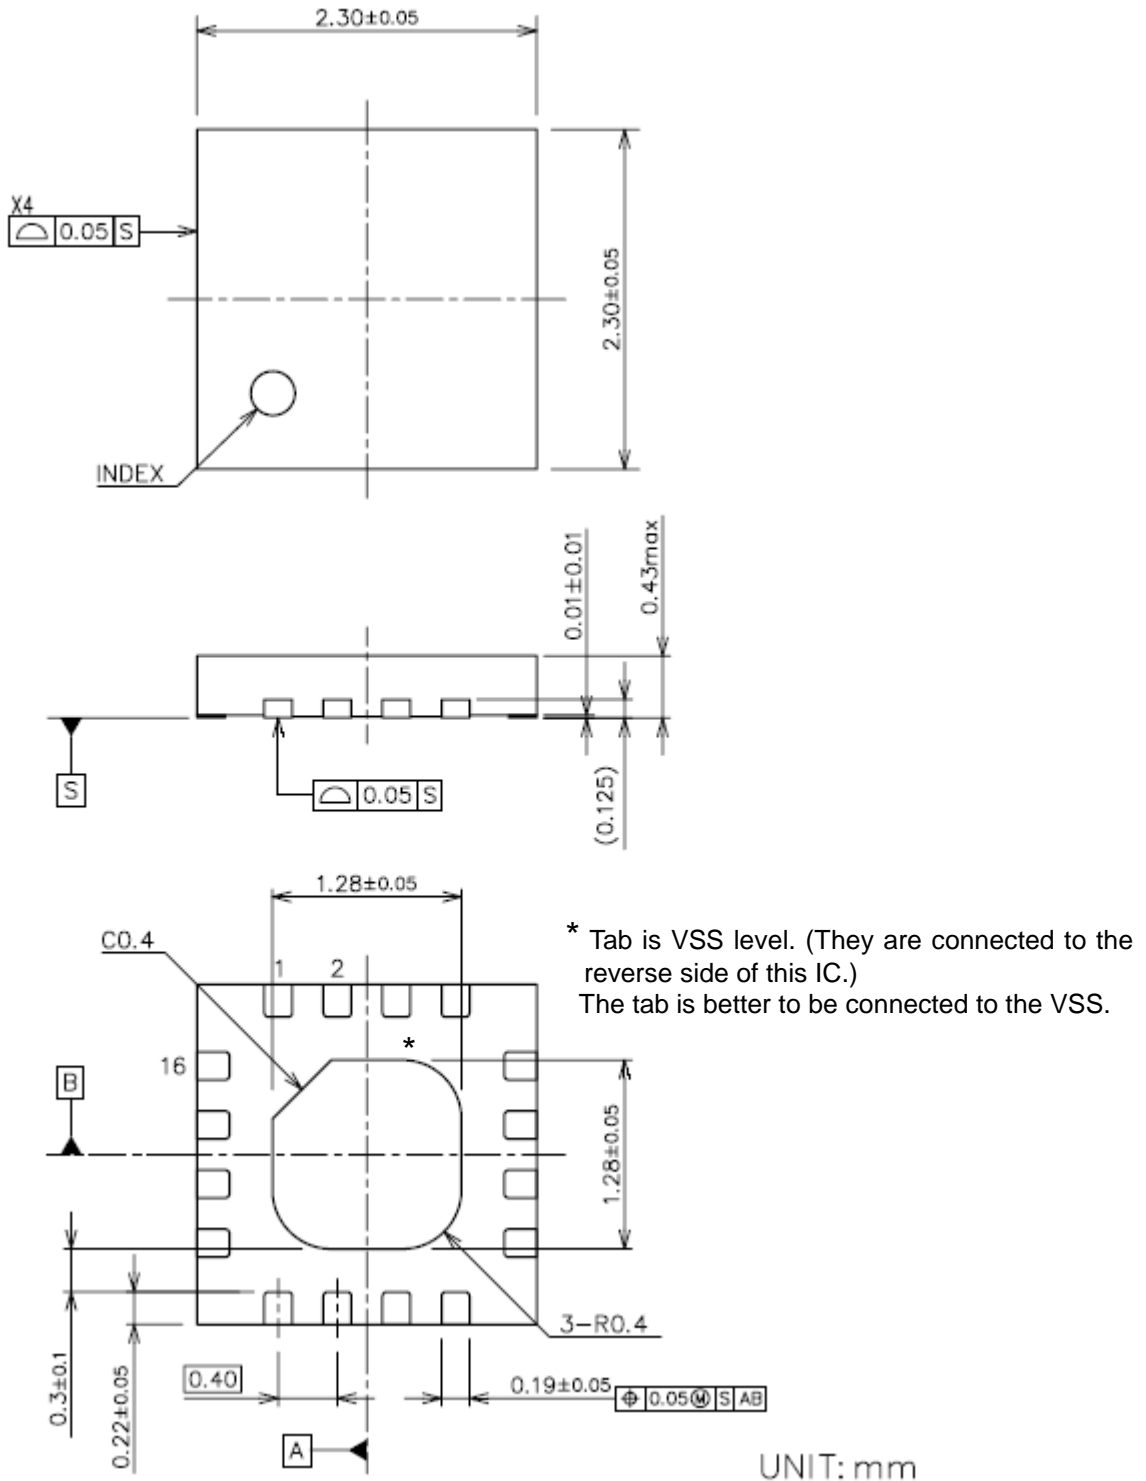 2.30±0.05
X4
⌓ 0.05 S
2.30±0.05
INDEX
0.01±0.01
0.43max
S
⌓ 0.05 S
(0.125)
1.28±0.05
C0.4
1 2
* Tab is VSS level. (They are connected to the
reverse side of this IC.)
The tab is better to be connected to the VSS.
*
16
B
1.28±0.05
3-R0.4
0.3±0.1
0.22±0.05
0.40
0.19±0.05
⌖ 0.05Ⓜ S AB
A
UNIT: mm